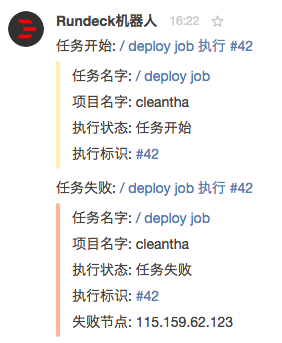 Rundeck机器人 16:22
任务开始: / deploy job 执行 #42
任务名字: / deploy job
项目名字: cleantha
执行状态: 任务开始
执行标识: #42
任务失败: / deploy job 执行 #42
任务名字: / deploy job
项目名字: cleantha
执行状态: 任务失败
执行标识: #42
失败节点: 115.159.62.123